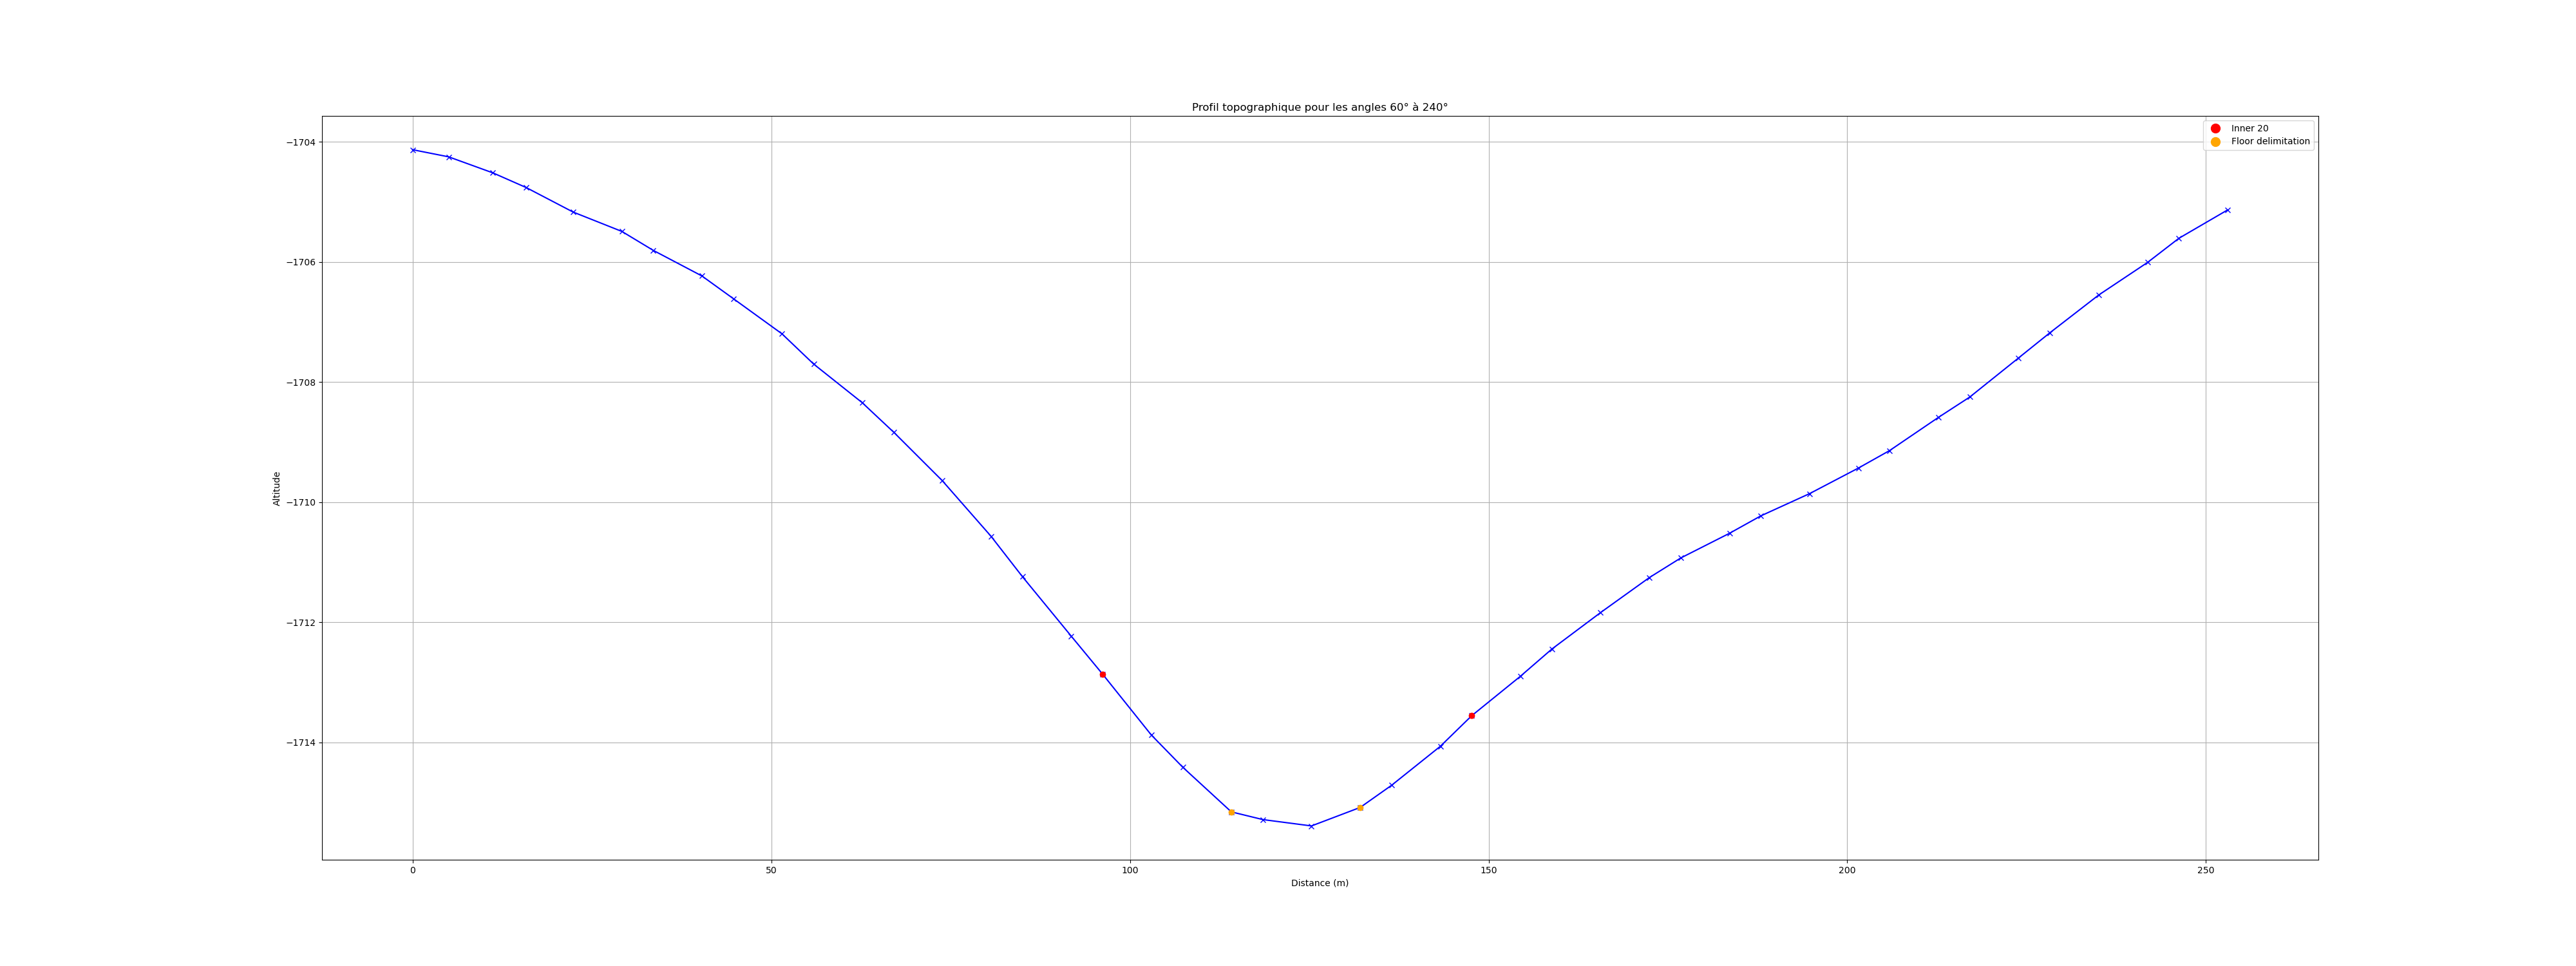 Profil topographique pour les angles 60° à 240°
Inner 20
Floor delimitation
−1704
−1706
−1708
−1710
−1712
−1714
Altitude
0
50
100
150
200
250
Distance (m)